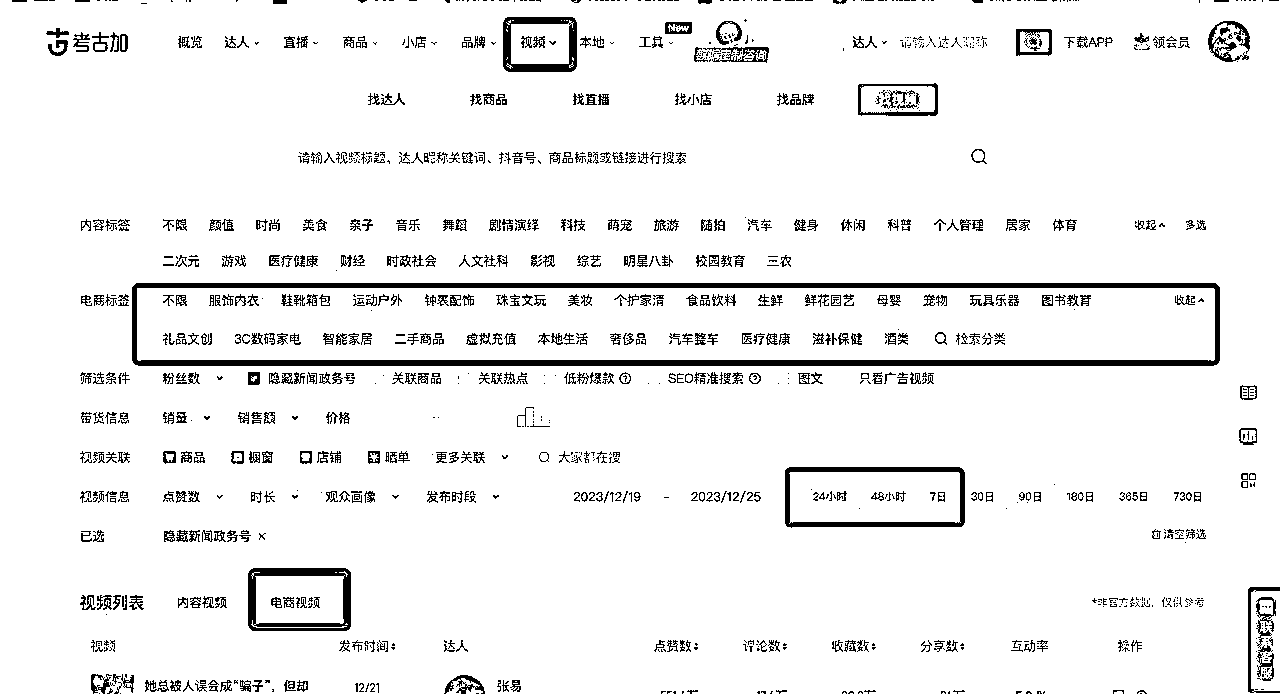 考古加 概览 达人 直播 商品 小店 品牌 视频 本地 工具 New 达人 请输入达人昵称 下载APP 领会员
找达人 找商品 找直播 找小店 找品牌 找视频
请输入视频标题、达人昵称关键词、抖音号、商品标题或链接进行搜索
内容标签 不限 颜值 时尚 美食 亲子 音乐 舞蹈 剧情演绎 科技 萌宠 旅游 随拍 汽车 健身 休闲 科普 个人管理 居家 体育 收起 多选
二次元 游戏 医疗健康 财经 时政社会 人文社科 影视 综艺 明星八卦 校园教育 三农
电商标签 不限 服饰内衣 鞋靴箱包 运动户外 钟表配饰 珠宝文玩 美妆 个护家清 食品饮料 生鲜 鲜花园艺 母婴 宠物 玩具乐器 图书教育 收起
礼品文创 3C数码家电 智能家居 二手商品 虚拟充值 本地生活 奢侈品 汽车整车 医疗健康 滋补保健 酒类 检索分类
筛选条件 粉丝数 隐藏新闻政务号 关联商品 关联热点 低粉爆款 SEO精准搜索 图文 只看广告视频
带货信息 销量 销售额 价格
视频关联 商品 橱窗 店铺 晒单 更多关联 大家都在搜
视频信息 点赞数 时长 观众画像 发布时段 2023/12/19 - 2023/12/25 24小时 48小时 7日 30日 90日 180日 365日 730日
已选 隐藏新闻政务号 × 清空筛选
视频列表 内容视频 电商视频 *非官方数据，仅供参考
视频 发布时间 达人 点赞数 评论数 收藏数 分享数 互动率 操作
她总被人误会成“骗子”，但却 12/21 张易
联系客服